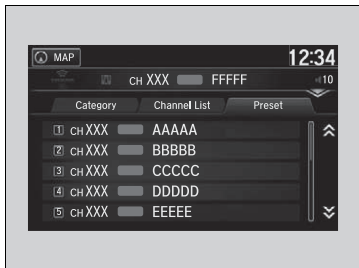 MAP 12:34
CH XXX FFFFF 10
Category Channel List Preset
1 CH XXX AAAAA
2 CH XXX BBBBB
3 CH XXX CCCCC
4 CH XXX DDDDD
5 CH XXX EEEEE